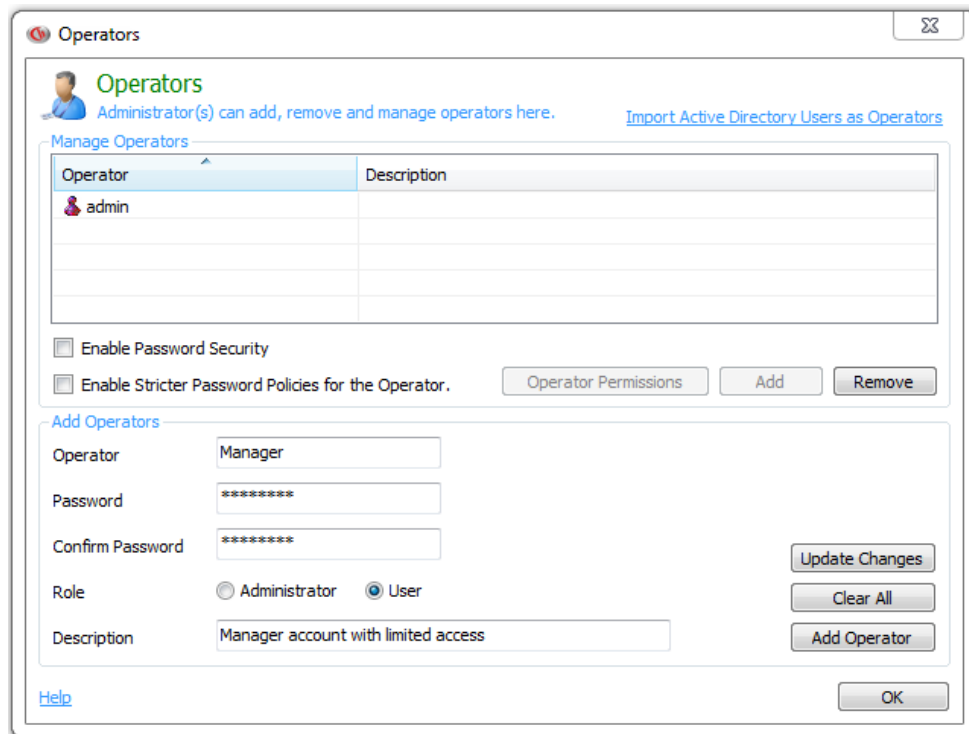 Operators
Operators
Administrator(s) can add, remove and manage operators here.
Import Active Directory Users as Operators
Manage Operators
Operator Description
admin
Enable Password Security
Enable Stricter Password Policies for the Operator. Operator Permissions Add Remove
Add Operators
Operator Manager
Password ********
Confirm Password ********
Update Changes
Role Administrator User
Clear All
Description Manager account with limited access Add Operator
Help OK